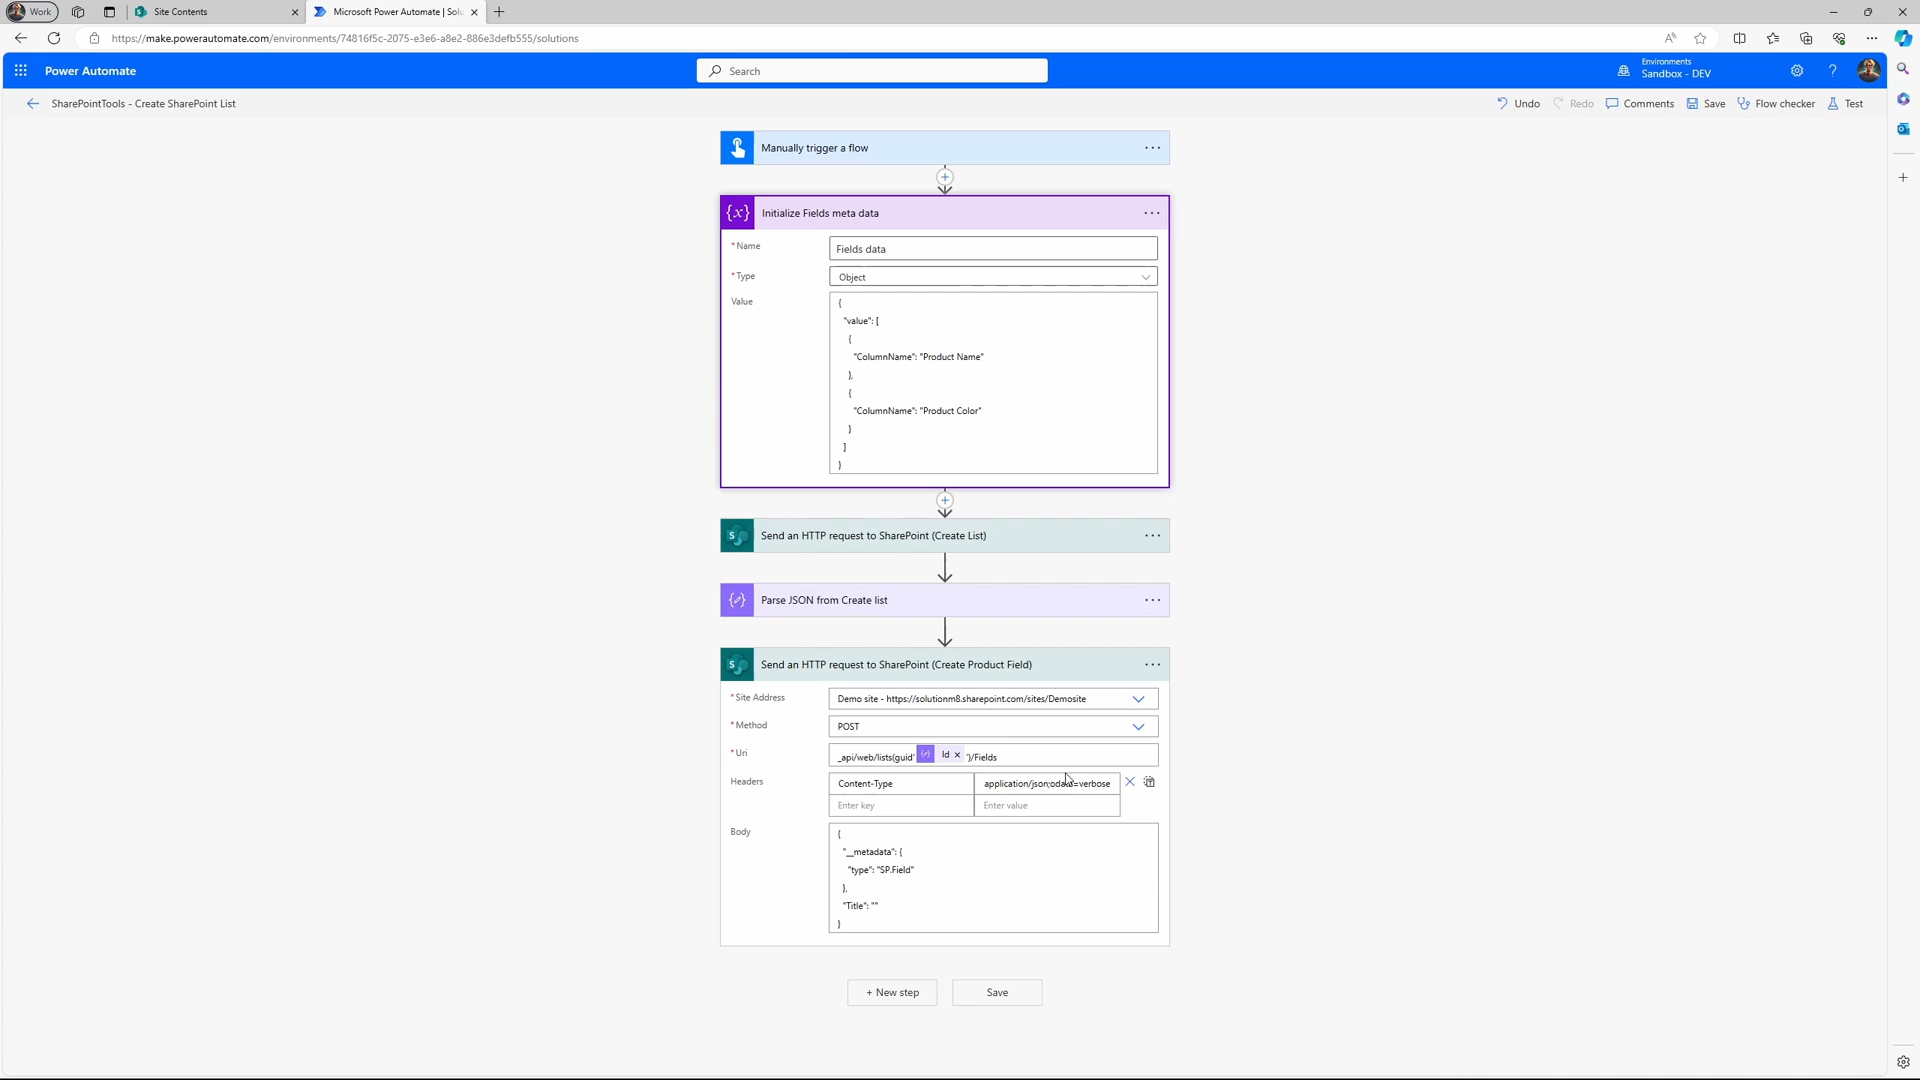 Work
Site Contents
Microsoft Power Automate | Solu
https://make.powerautomate.com/environments/74816f5c-2075-e3e6-a8e2-886e3defb555/solutions
Power Automate
Search
Environments
Sandbox - DEV
SharePointTools - Create SharePoint List
Undo
Redo
Comments
Save
Flow checker
Test
Manually trigger a flow
{x}
Initialize Fields meta data
* Name
Fields data
* Type
Object
Value
{
"value": [
{
"ColumnName": "Product Name"
},
{
"ColumnName": "Product Color"
}
]
}
Send an HTTP request to SharePoint (Create List)
Parse JSON from Create list
Send an HTTP request to SharePoint (Create Product Field)
* Site Address
Demo site - https://solutionm8.sharepoint.com/sites/Demosite
* Method
POST
* Uri
_api/web/lists(guid' Id ')/Fields
Headers
Content-Type
application/json;odata=verbose
Enter key
Enter value
Body
{
"__metadata": {
"type": "SP.Field"
},
"Title": ""
}
+ New step
Save